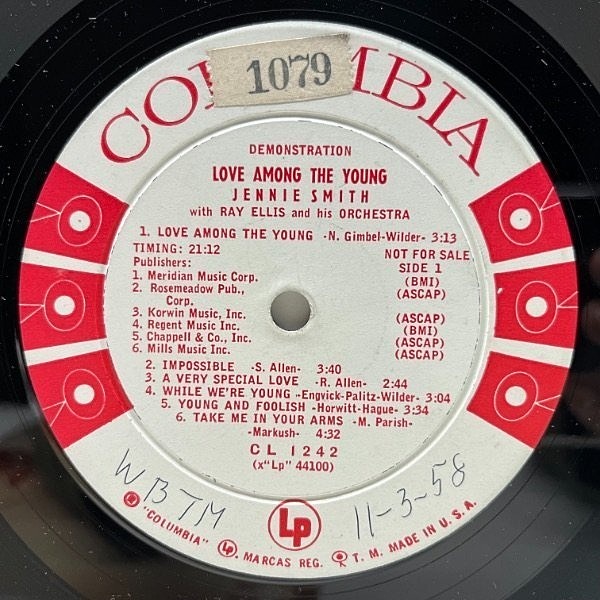 COLUMBIA
1079
DEMONSTRATION
LOVE AMONG THE YOUNG
JENNIE SMITH
with RAY ELLIS and his ORCHESTRA
1. LOVE AMONG THE YOUNG -N. Gimbel-Wilder- 3:13
TIMING: 21:12 NOT FOR SALE
Publishers: SIDE 1
1. Meridian Music Corp. (BMI)
2. Rosemeadow Pub., (ASCAP)
Corp.
3. Korwin Music, Inc. (ASCAP)
4. Regent Music Inc. (BMI)
5. Chappell & Co., Inc. (ASCAP)
6. Mills Music Inc. (ASCAP)
2. IMPOSSIBLE -S. Allen- 3:40
3. A VERY SPECIAL LOVE -R. Allen- 2:44
4. WHILE WE'RE YOUNG -Engvick-Palitz-Wilder- 3:04
5. YOUNG AND FOOLISH -Horwitt-Hague- 3:34
6. TAKE ME IN YOUR ARMS -M. Parish-
-Markush- 4:32
CL 1242
(x"Lp" 44100)
WBTM
11-3-58
Lp
"COLUMBIA" Lp MARCAS REG. T. M. MADE IN U. S. A.